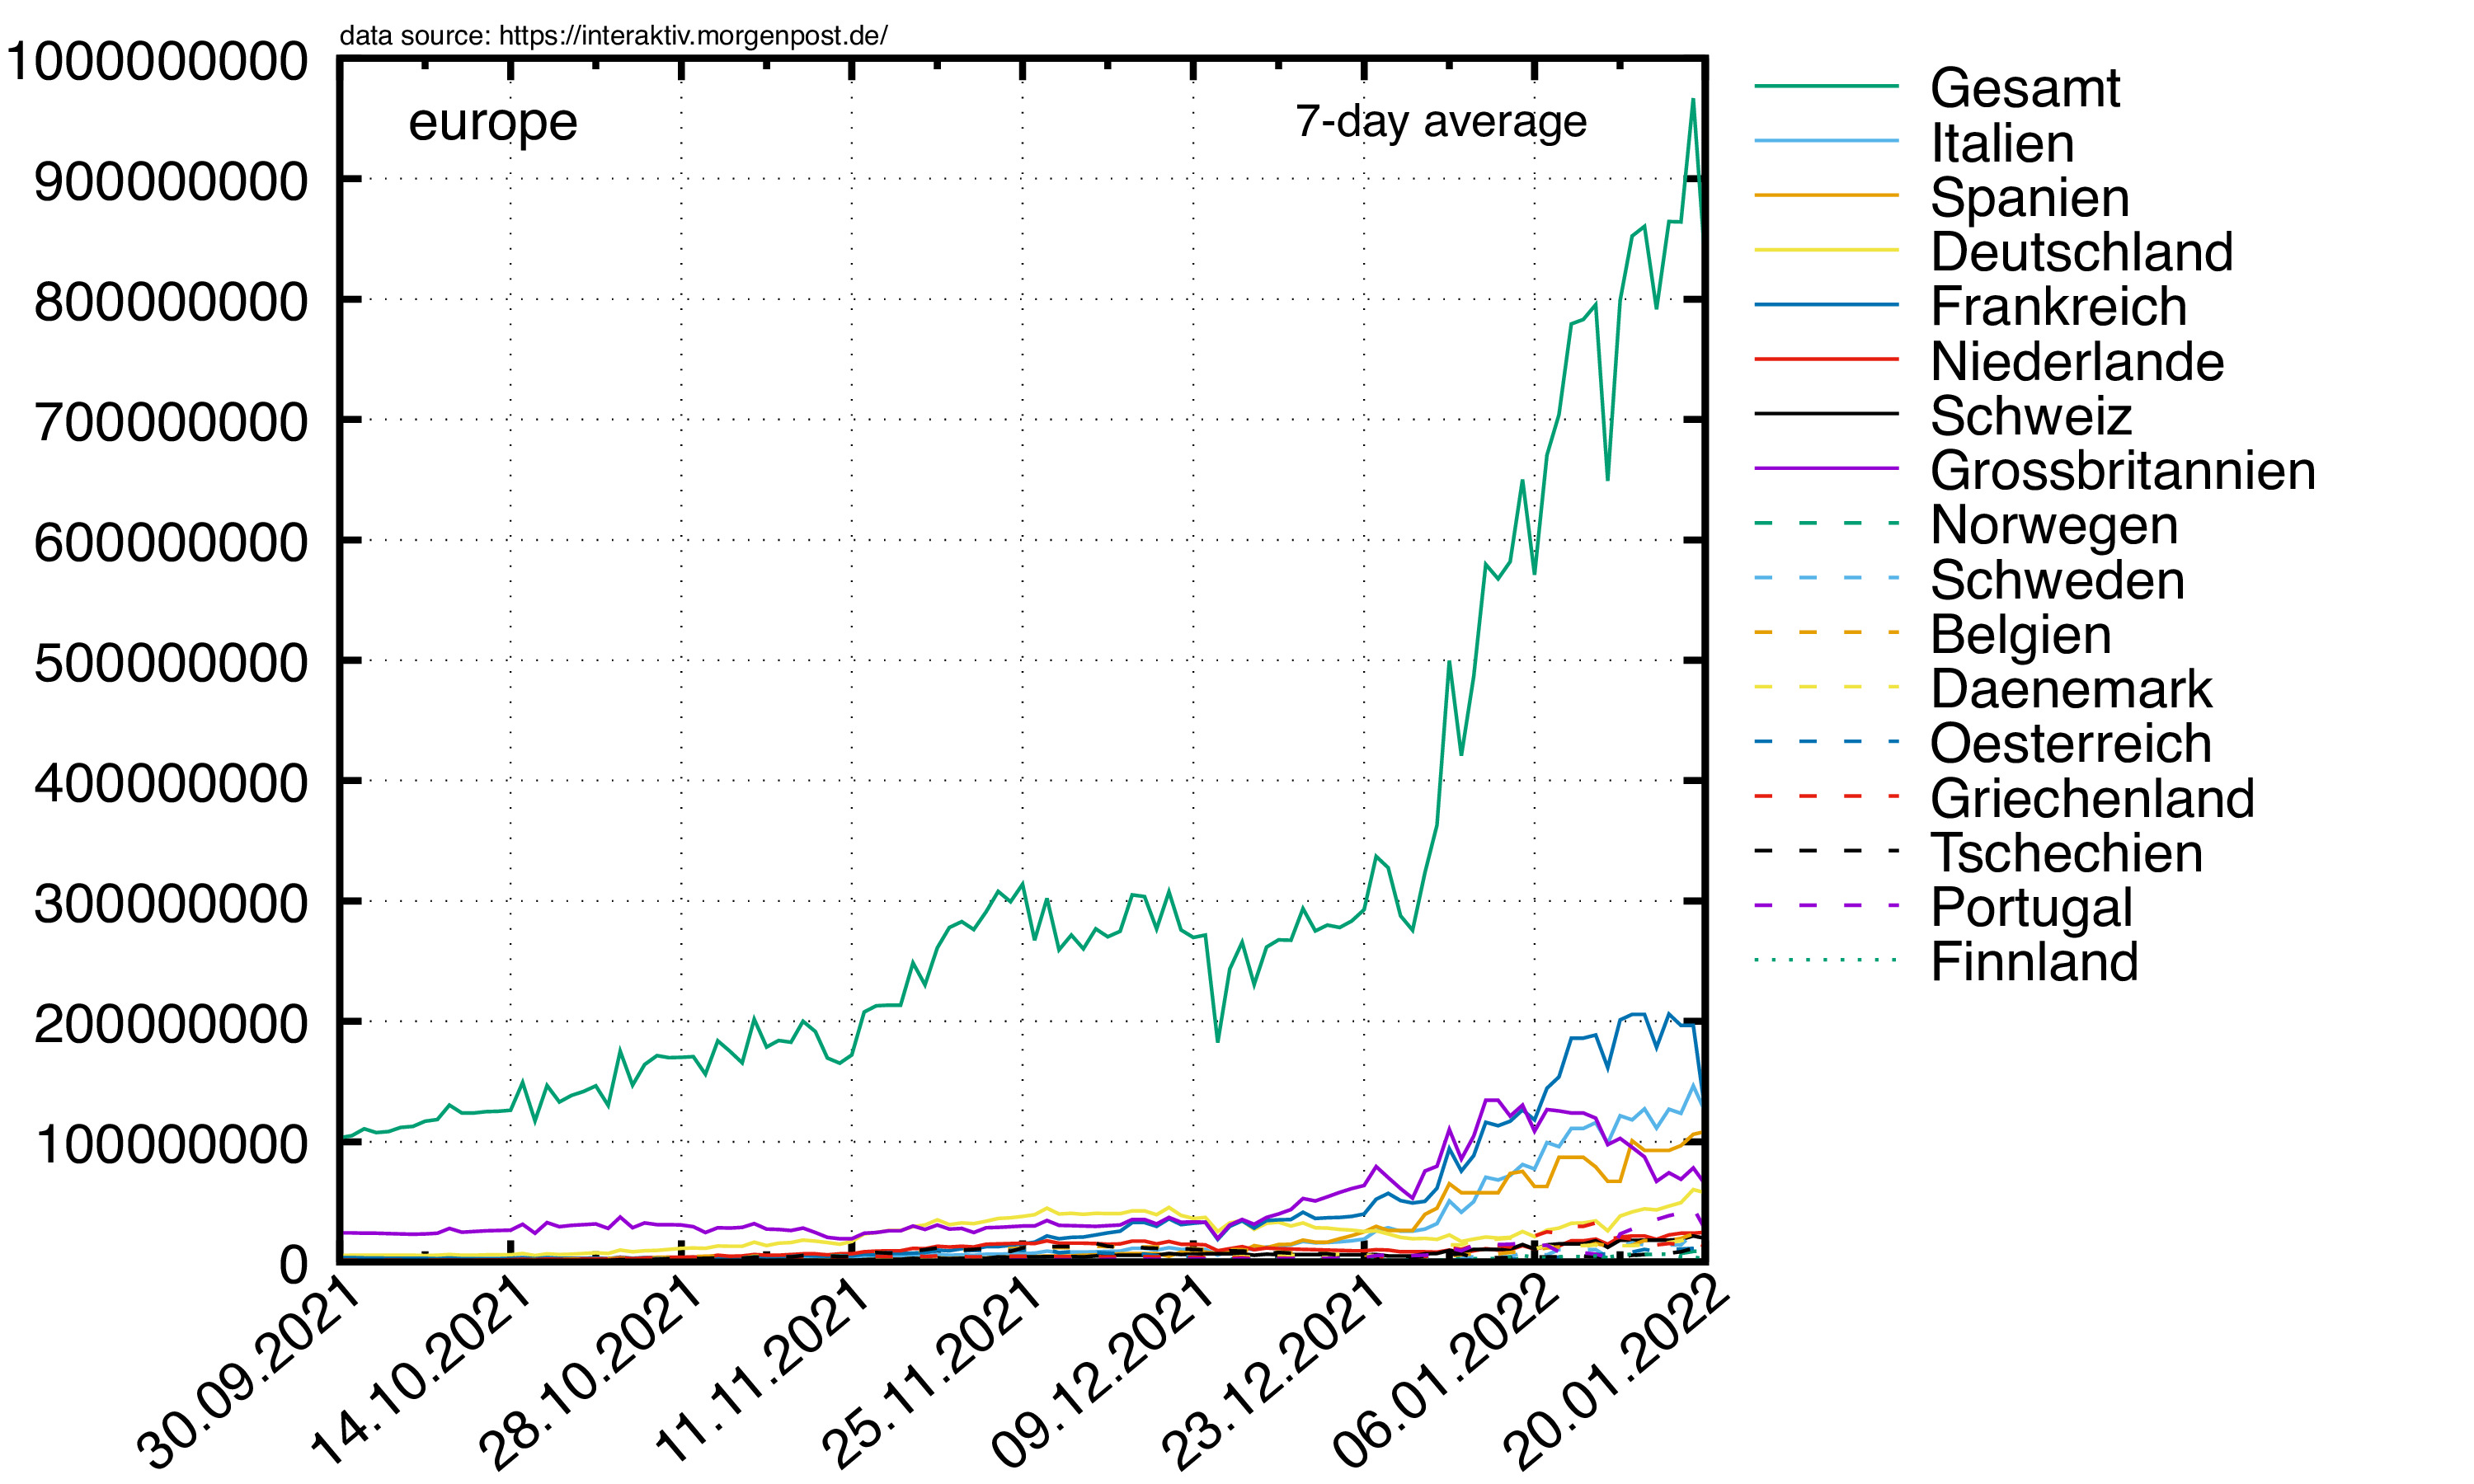 data source: https://interaktiv.morgenpost.de/
europe
7-day average
1000000000
900000000
800000000
700000000
600000000
500000000
400000000
300000000
200000000
100000000
0
30.09.2021
14.10.2021
28.10.2021
11.11.2021
25.11.2021
09.12.2021
23.12.2021
06.01.2022
20.01.2022
Gesamt
Italien
Spanien
Deutschland
Frankreich
Niederlande
Schweiz
Grossbritannien
Norwegen
Schweden
Belgien
Daenemark
Oesterreich
Griechenland
Tschechien
Portugal
Finnland